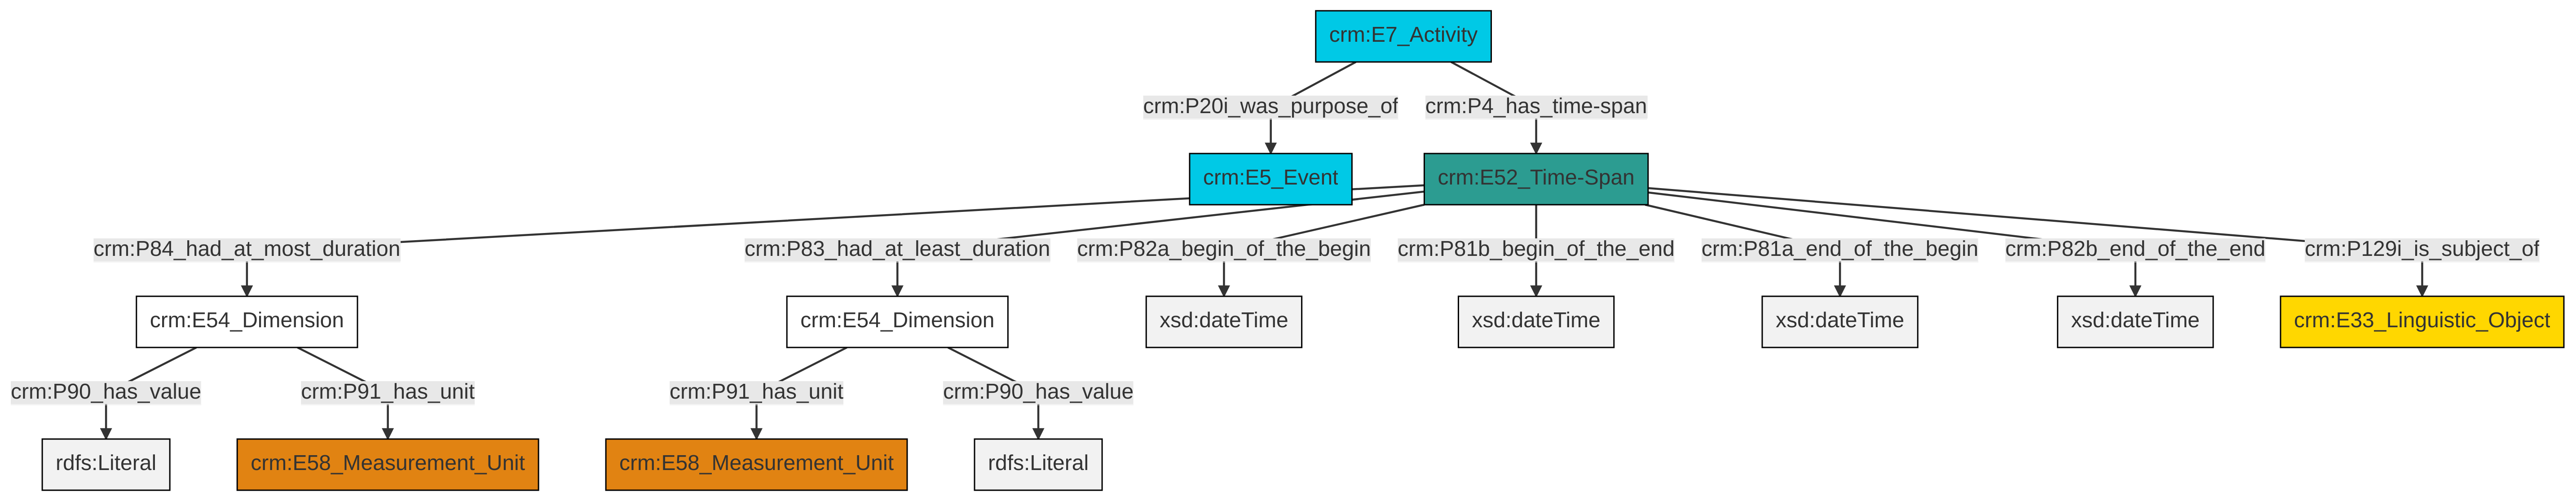 crm:E7_Activity
crm:P20i_was_purpose_of
crm:P4_has_time-span
crm:E5_Event
crm:E52_Time-Span
crm:P84_had_at_most_duration
crm:P83_had_at_least_duration
crm:P82a_begin_of_the_begin
crm:P81b_begin_of_the_end
crm:P81a_end_of_the_begin
crm:P82b_end_of_the_end
crm:P129i_is_subject_of
crm:E54_Dimension
crm:E54_Dimension
xsd:dateTime
xsd:dateTime
xsd:dateTime
xsd:dateTime
crm:E33_Linguistic_Object
crm:P90_has_value
crm:P91_has_unit
crm:P91_has_unit
crm:P90_has_value
rdfs:Literal
crm:E58_Measurement_Unit
crm:E58_Measurement_Unit
rdfs:Literal